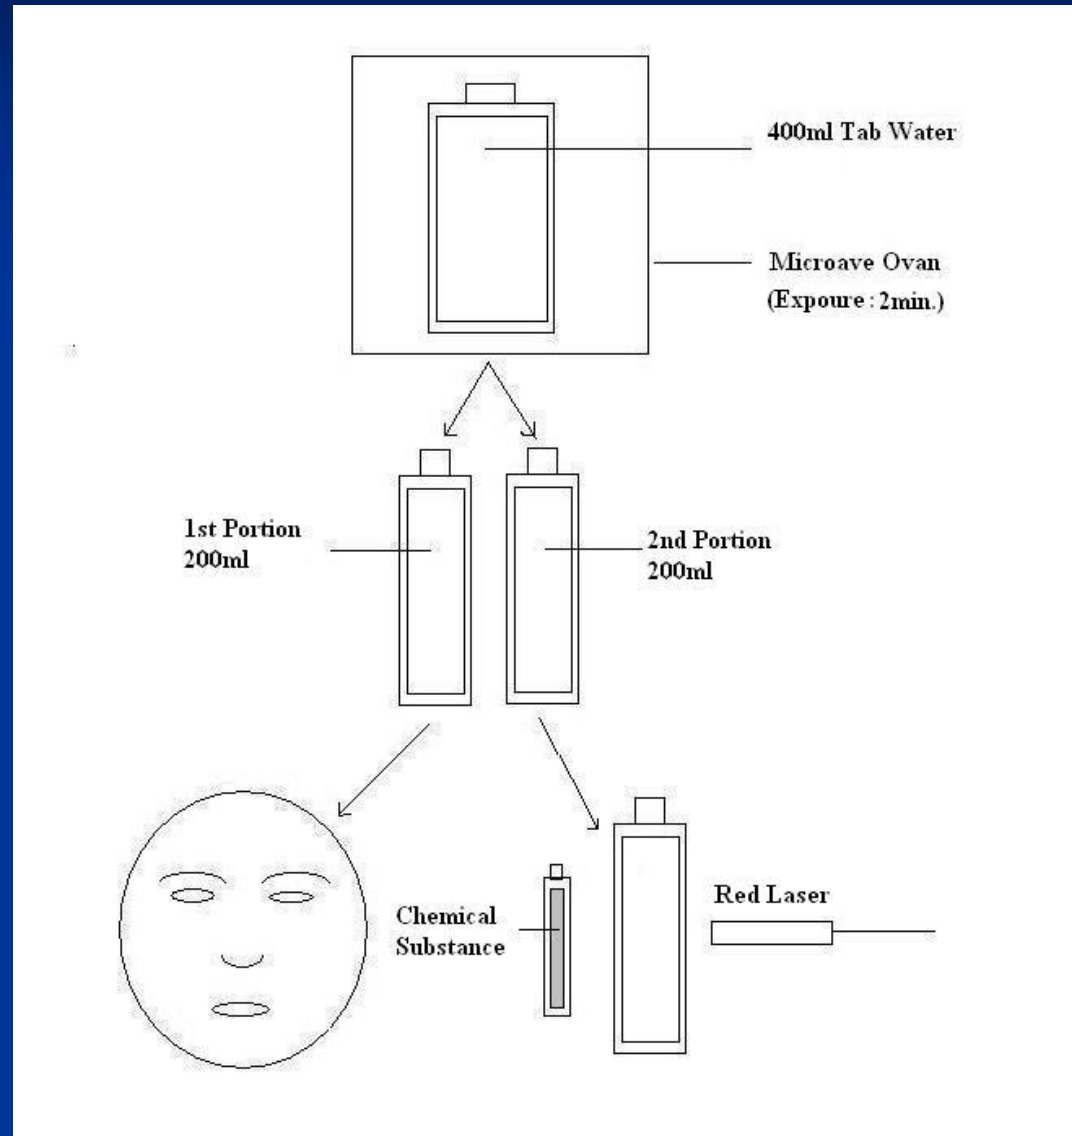 400ml Tab Water
Microave Ovan
(Expoure : 2min.)
1st Portion
200ml
2nd Portion
200ml
Red Laser
Chemical
Substance